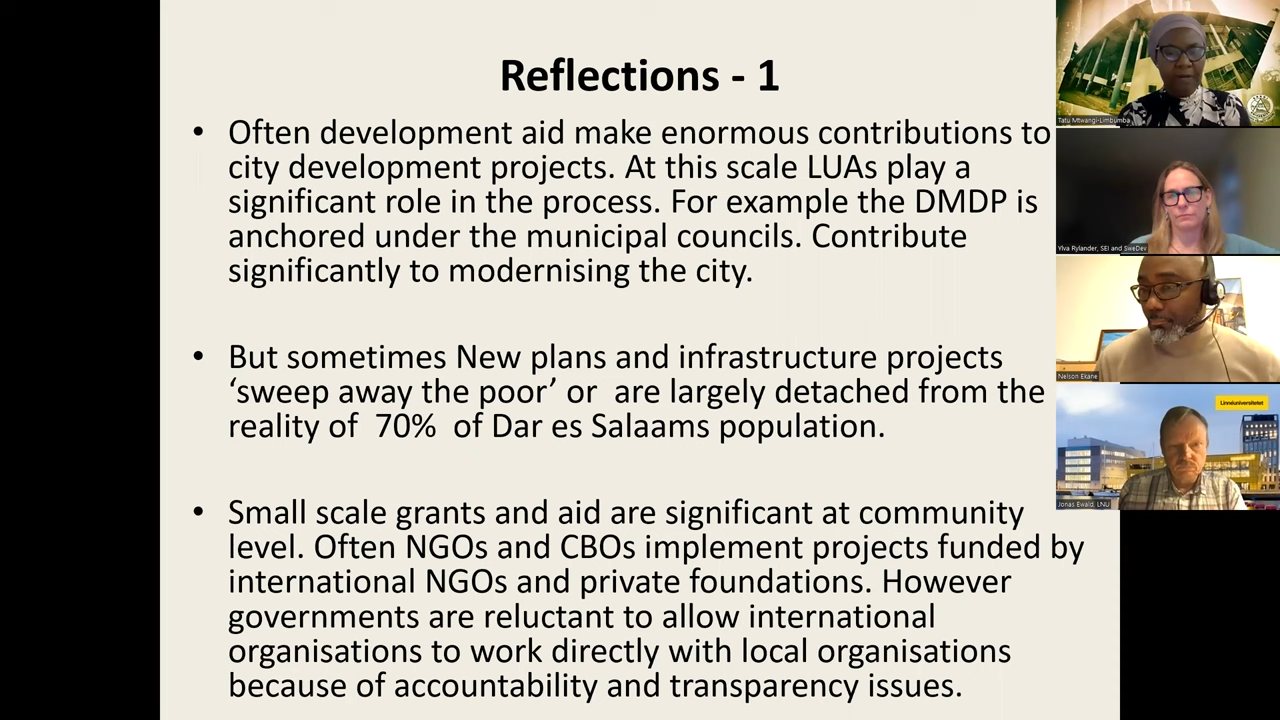 Reflections - 1
• Often development aid make enormous contributions to
city development projects. At this scale LUAs play a
significant role in the process. For example the DMDP is
anchored under the municipal councils. Contribute
significantly to modernising the city.
• But sometimes New plans and infrastructure projects
‘sweep away the poor’ or  are largely detached from the
reality of  70%  of Dar es Salaams population.
• Small scale grants and aid are significant at community
level. Often NGOs and CBOs implement projects funded by
international NGOs and private foundations. However
governments are reluctant to allow international
organisations to work directly with local organisations
because of accountability and transparency issues.
Tatu Mtwangi-Limbumba
Ylva Rylander, SEI and SweDev
Nelson Ekane
Linnéuniversitetet
Jonas Ewald, LNU